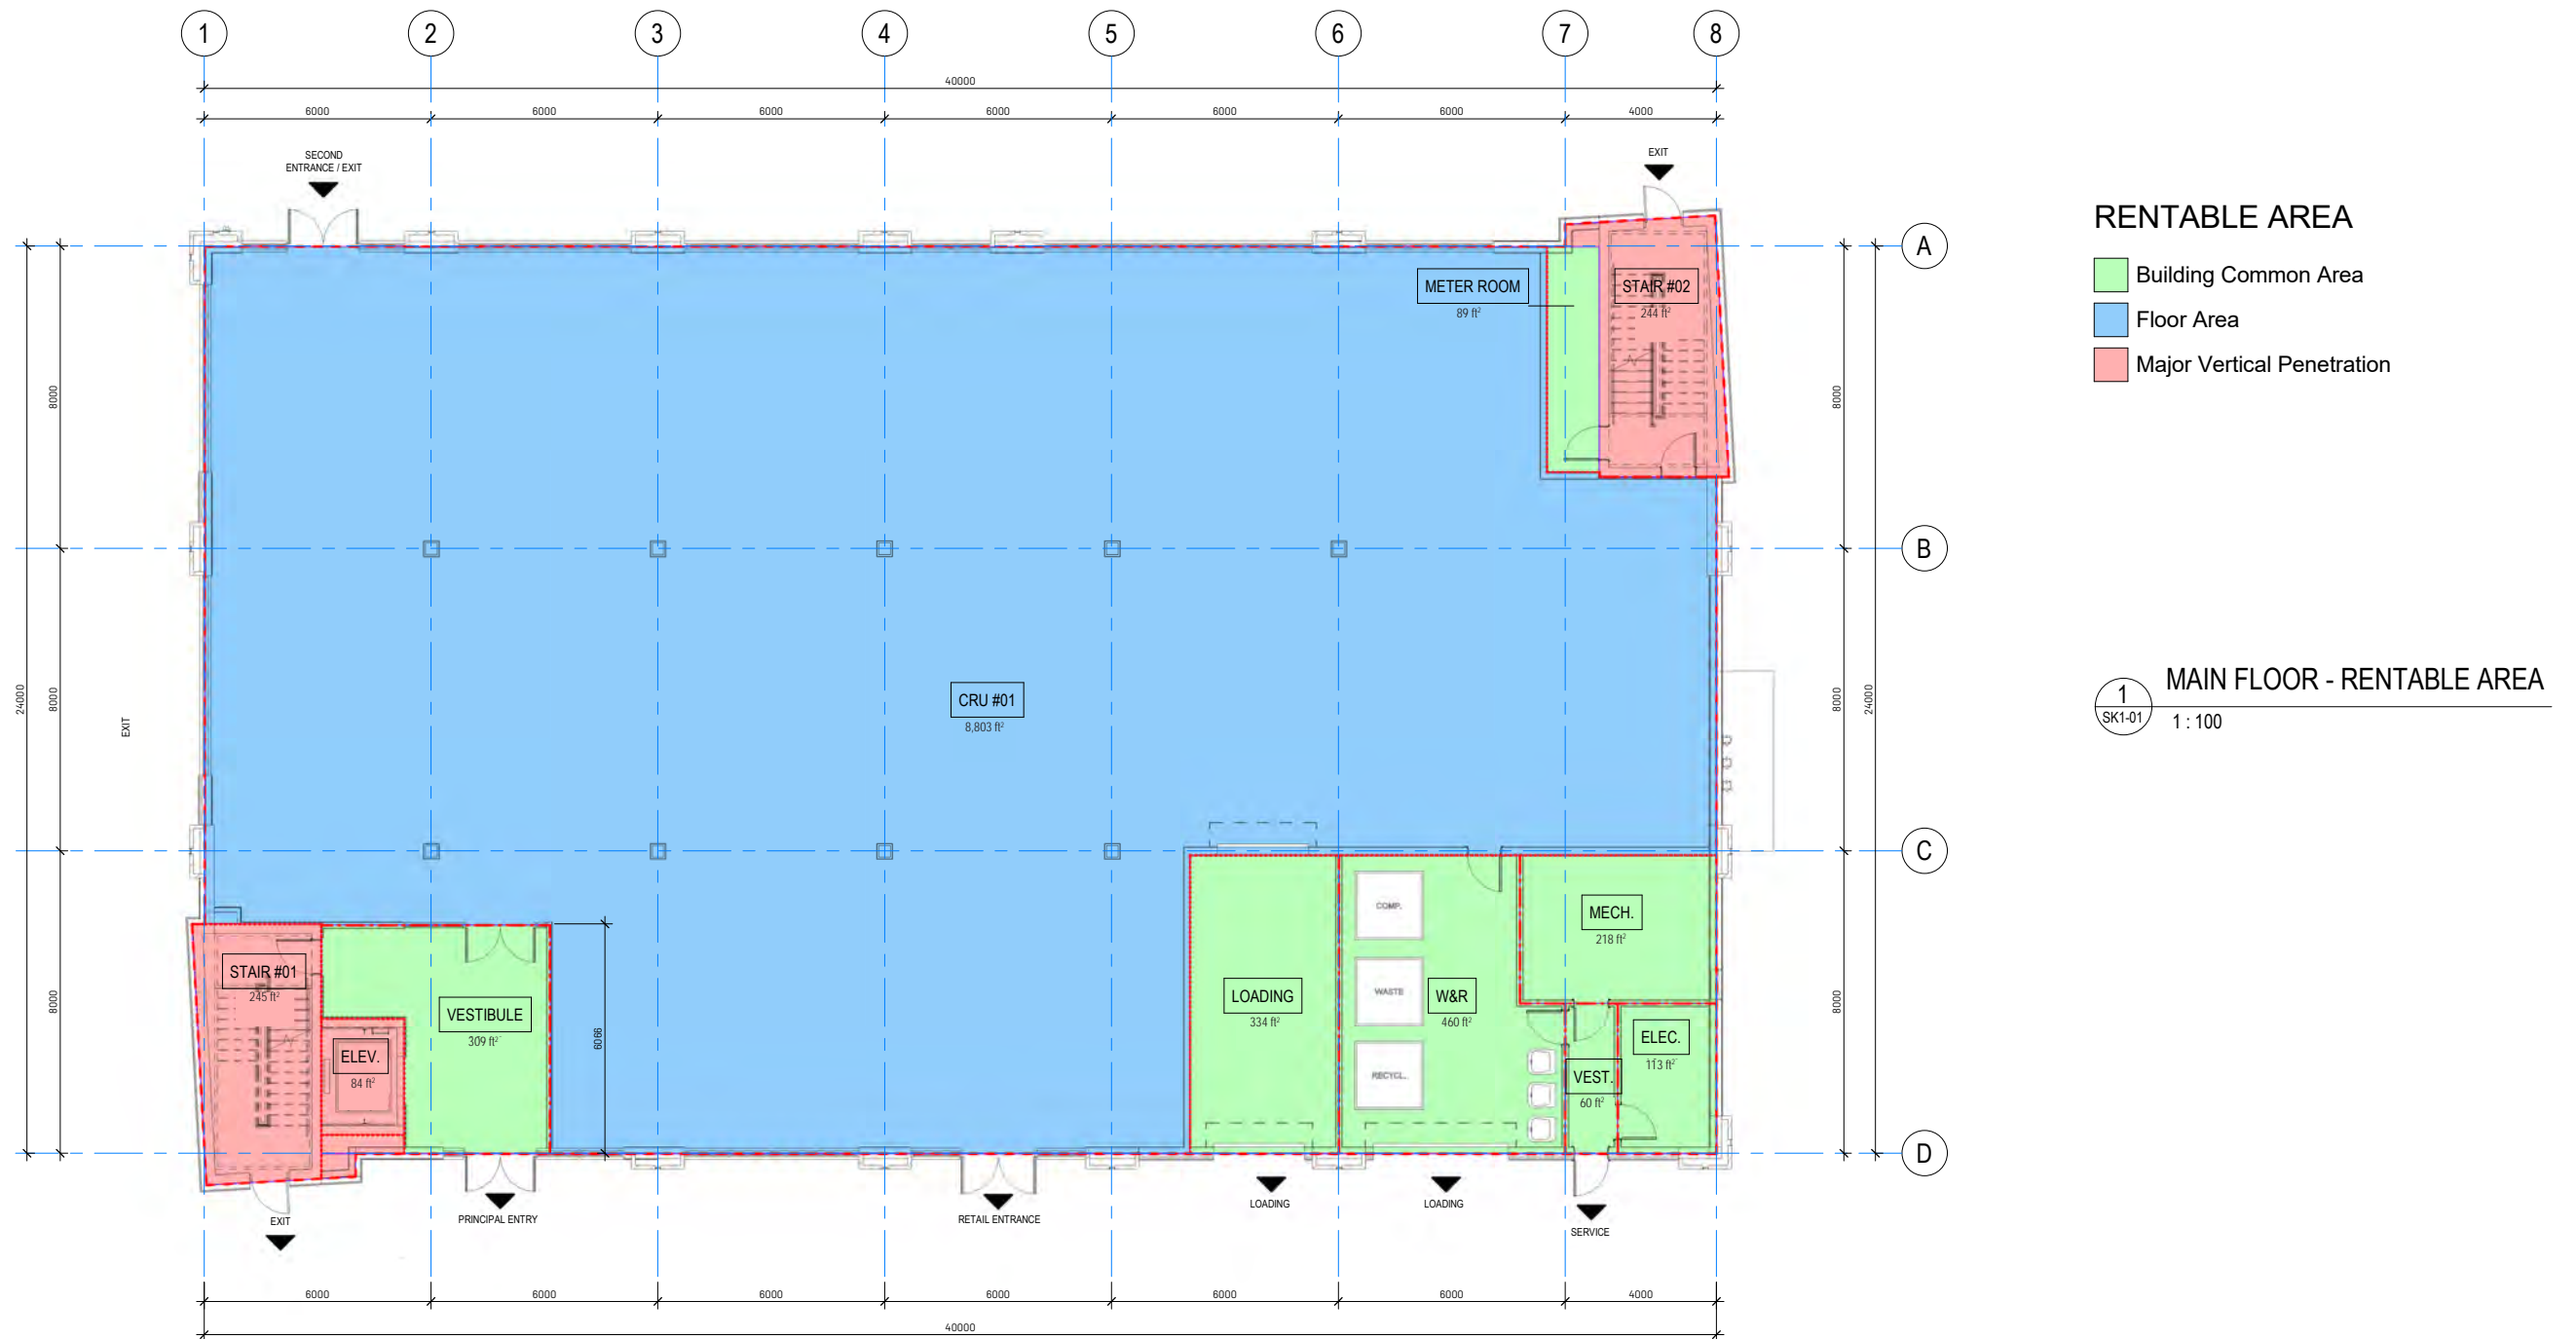 1 2 3 4 5 6 7 8
40000
6000 6000 6000 6000 6000 6000 4000
SECOND
ENTRANCE / EXIT
EXIT
RENTABLE AREA
Building Common Area
Floor Area
Major Vertical Penetration
A
METER ROOM
89 ft²
STAIR #02
244 ft²
8000
8000
B
24000
8000
EXIT
CRU #01
8,803 ft²
8000
24000
1
SK1-01
MAIN FLOOR - RENTABLE AREA
1 : 100
C
COMP.
MECH.
218 ft²
STAIR #01
245 ft²
8000
VESTIBULE
309 ft²
6066
LOADING
334 ft²
WASTE
W&R
460 ft²
8000
ELEV.
84 ft²
ELEC.
113 ft²
RECYCL.
VEST.
60 ft²
D
EXIT
PRINCIPAL ENTRY
RETAIL ENTRANCE
LOADING
LOADING
SERVICE
6000 6000 6000 6000 6000 6000 4000
40000